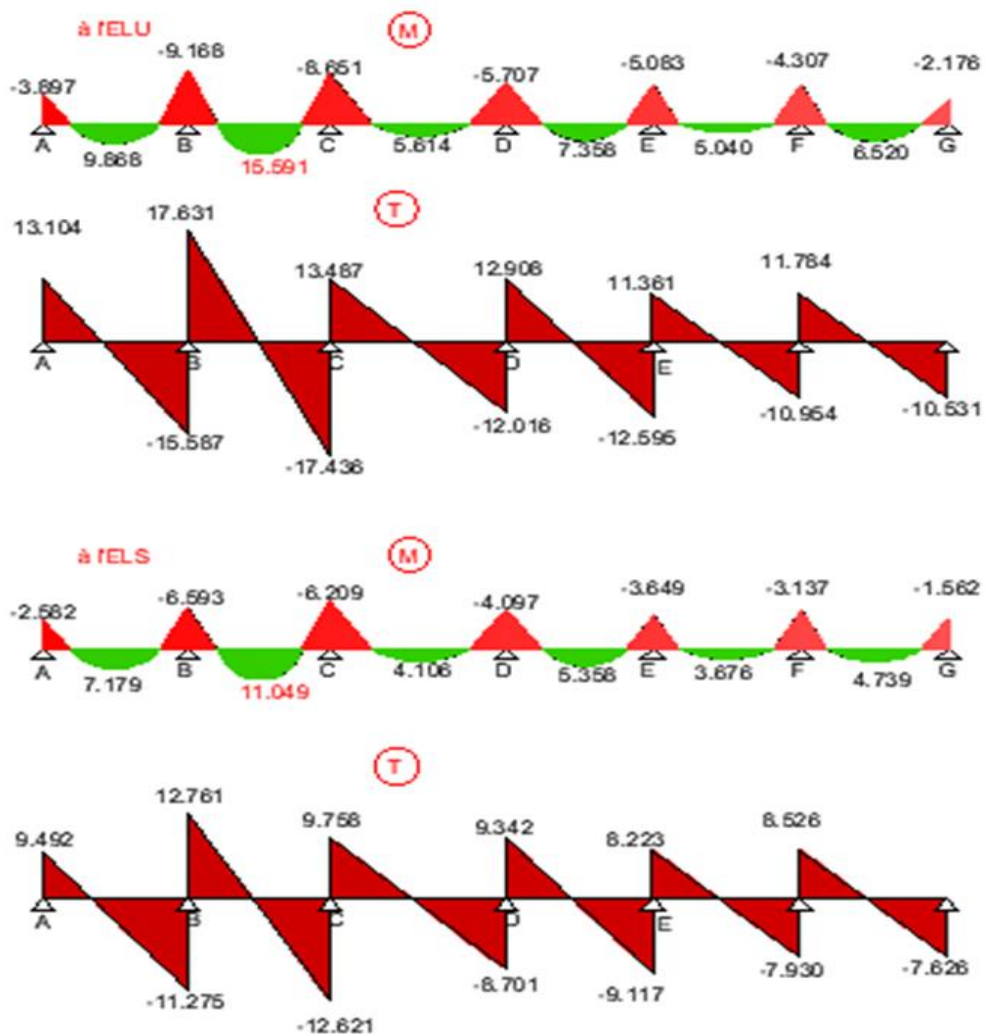 à l'ELU M
-3.897 -9.168 -8.651 -5.707 -5.083 -4.307 -2.176
A B C D E F G
9.868 15.591 5.614 7.358 5.040 6.520
T
13.104 17.631 13.487 12.908 11.361 11.784
A B C D E
-15.587 -17.436 -12.016 -12.595 -10.954 -10.531
à l'ELS M
-2.582 -6.593 -6.209 -4.097 -3.649 -3.137 -1.562
A B C D E F G
7.179 11.049 4.106 5.358 3.676 4.739
T
9.492 12.761 9.758 9.342 8.223 8.526
A B C D E
-11.275 -12.621 -8.701 -9.117 -7.930 -7.626